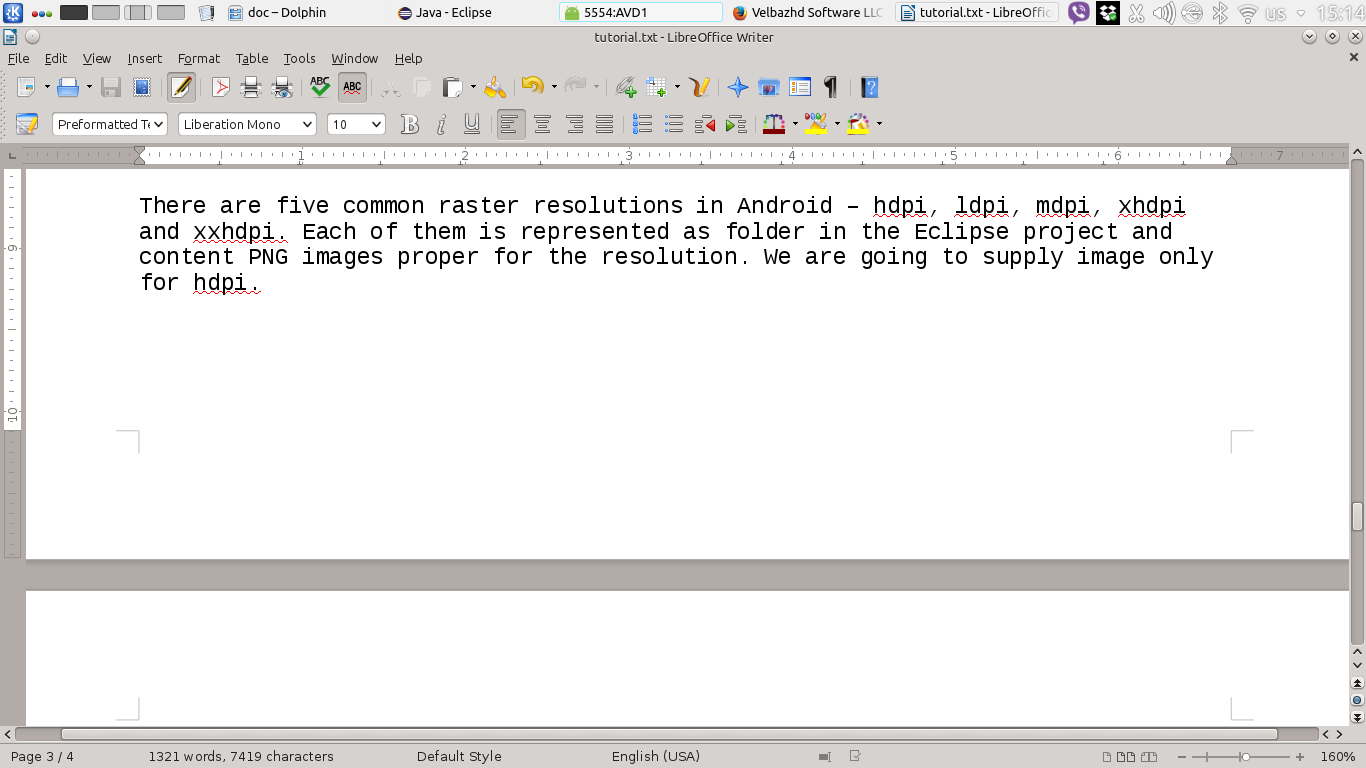 doc – Dolphin
Java - Eclipse
5554:AVD1
Velbazhd Software LLC
tutorial.txt - LibreOffic
us
15:14
tutorial.txt - LibreOffice Writer
File Edit View Insert Format Table Tools Window Help
ABC ABC
Preformatted Te Liberation Mono 10 B i U
1 2 3 4 5 6 7
There are five common raster resolutions in Android – hdpi, ldpi, mdpi, xhdpi
and xxhdpi. Each of them is represented as folder in the Eclipse project and
content PNG images proper for the resolution. We are going to supply image only
for hdpi.
9
10
Page 3 / 4 1321 words, 7419 characters Default Style English (USA) 160%